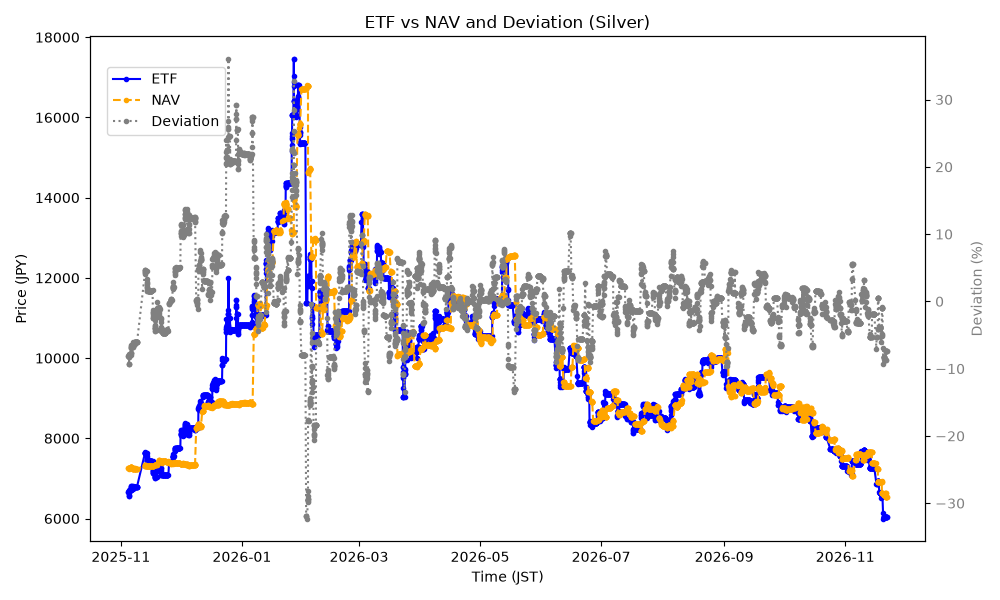 ETF vs NAV and Deviation (Silver)
ETF
NAV
Deviation
Price (JPY)
18000
16000
14000
12000
10000
8000
6000
Deviation (%)
30
20
10
0
−10
−20
−30
2025-11 2026-01 2026-03 2026-05 2026-07 2026-09 2026-11
Time (JST)